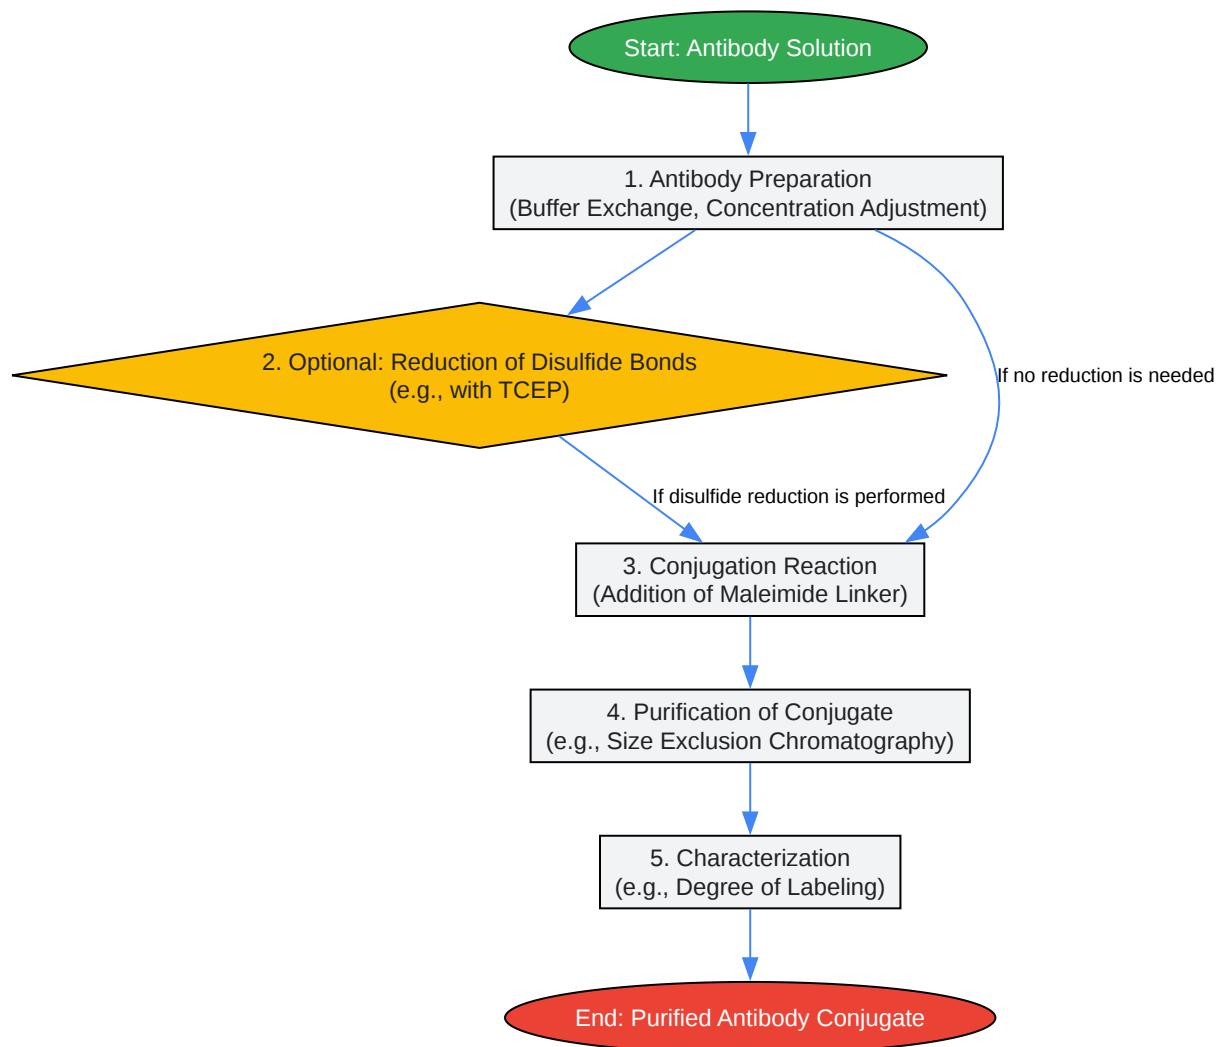 Start: Antibody Solution
1. Antibody Preparation
(Buffer Exchange, Concentration Adjustment)
2. Optional: Reduction of Disulfide Bonds
(e.g., with TCEP)
If no reduction is needed
If disulfide reduction is performed
3. Conjugation Reaction
(Addition of Maleimide Linker)
4. Purification of Conjugate
(e.g., Size Exclusion Chromatography)
5. Characterization
(e.g., Degree of Labeling)
End: Purified Antibody Conjugate